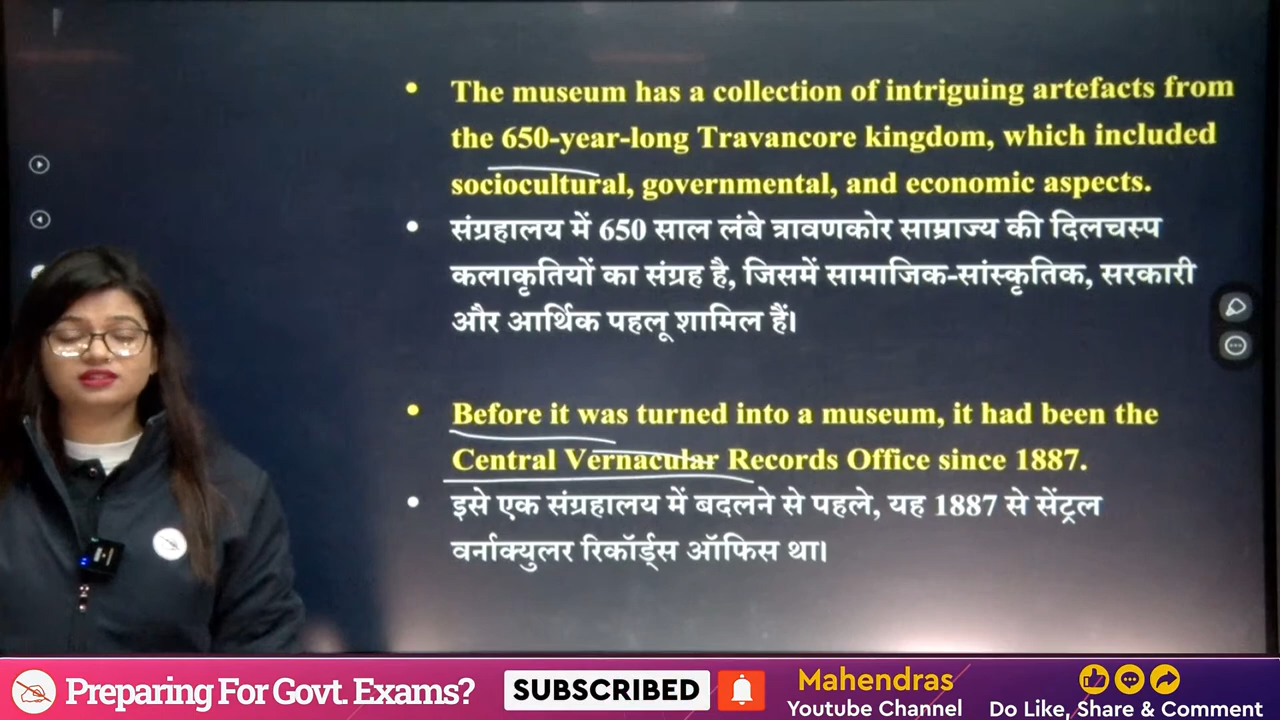 The museum has a collection of intriguing artefacts from
the 650-year-long Travancore kingdom, which included
sociocultural, governmental, and economic aspects.
संग्रहालय में 650 साल लंबे त्रावणकोर साम्राज्य की दिलचस्प
कलाकृतियों का संग्रह है, जिसमें सामाजिक-सांस्कृतिक, सरकारी
और आर्थिक पहलू शामिल हैं।
Before it was turned into a museum, it had been the
Central Vernacular Records Office since 1887.
इसे एक संग्रहालय में बदलने से पहले, यह 1887 से सेंट्रल
वर्नाक्युलर रिकॉर्ड्स ऑफिस था।
Preparing For Govt. Exams?
SUBSCRIBED
Mahendras
Youtube Channel
Do Like, Share & Comment